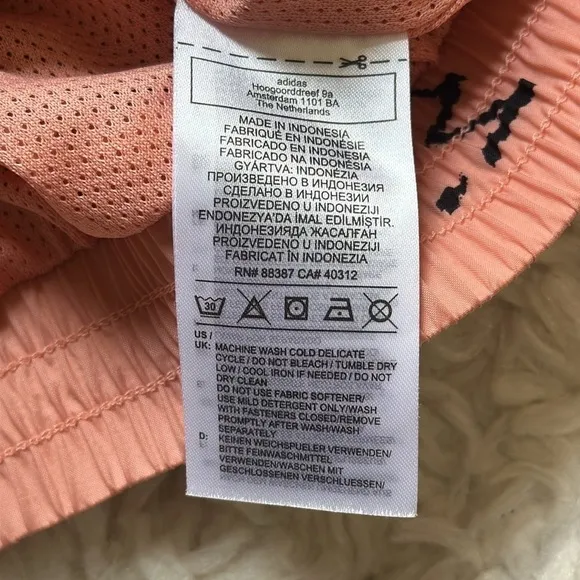 adidas
Hoogoorddreef 9a
Amsterdam 1101 BA
The Netherlands
MADE IN INDONESIA
FABRIQUÉ EN INDONÉSIE
FABRICADO EN INDONESIA
FABRICADO NA INDONÉSIA
GYÁRTVA: INDONÉZIA
ПРОИЗВЕДЕНО В ИНДОНЕЗИЯ
СДЕЛАНО В ИНДОНЕЗИИ
PROIZVEDENO U INDONEZIJI
ENDONEZYA'DA İMAL EDİLMİŞTİR.
ИНДОНЕЗИЯДА ЖАСАЛҒАН
PROIZVEDENO U INDONEZIJI
FABRICAT ÎN INDONEZIA
RN# 88387 CA# 40312
30
US /
UK: MACHINE WASH COLD DELICATE
CYCLE / DO NOT BLEACH / TUMBLE DRY
LOW / COOL IRON IF NEEDED / DO NOT
DRY CLEAN
DO NOT USE FABRIC SOFTENER/
USE MILD DETERGENT ONLY/WASH
WITH FASTENERS CLOSED/REMOVE
PROMPTLY AFTER WASH/WASH
SEPARATELY
D: KEINEN WEICHSPUELER VERWENDEN/
BITTE FEINWASCHMITTEL
VERWENDEN/WASCHEN MIT
GESCHLOSSENEN VERSCHLUESSEN/